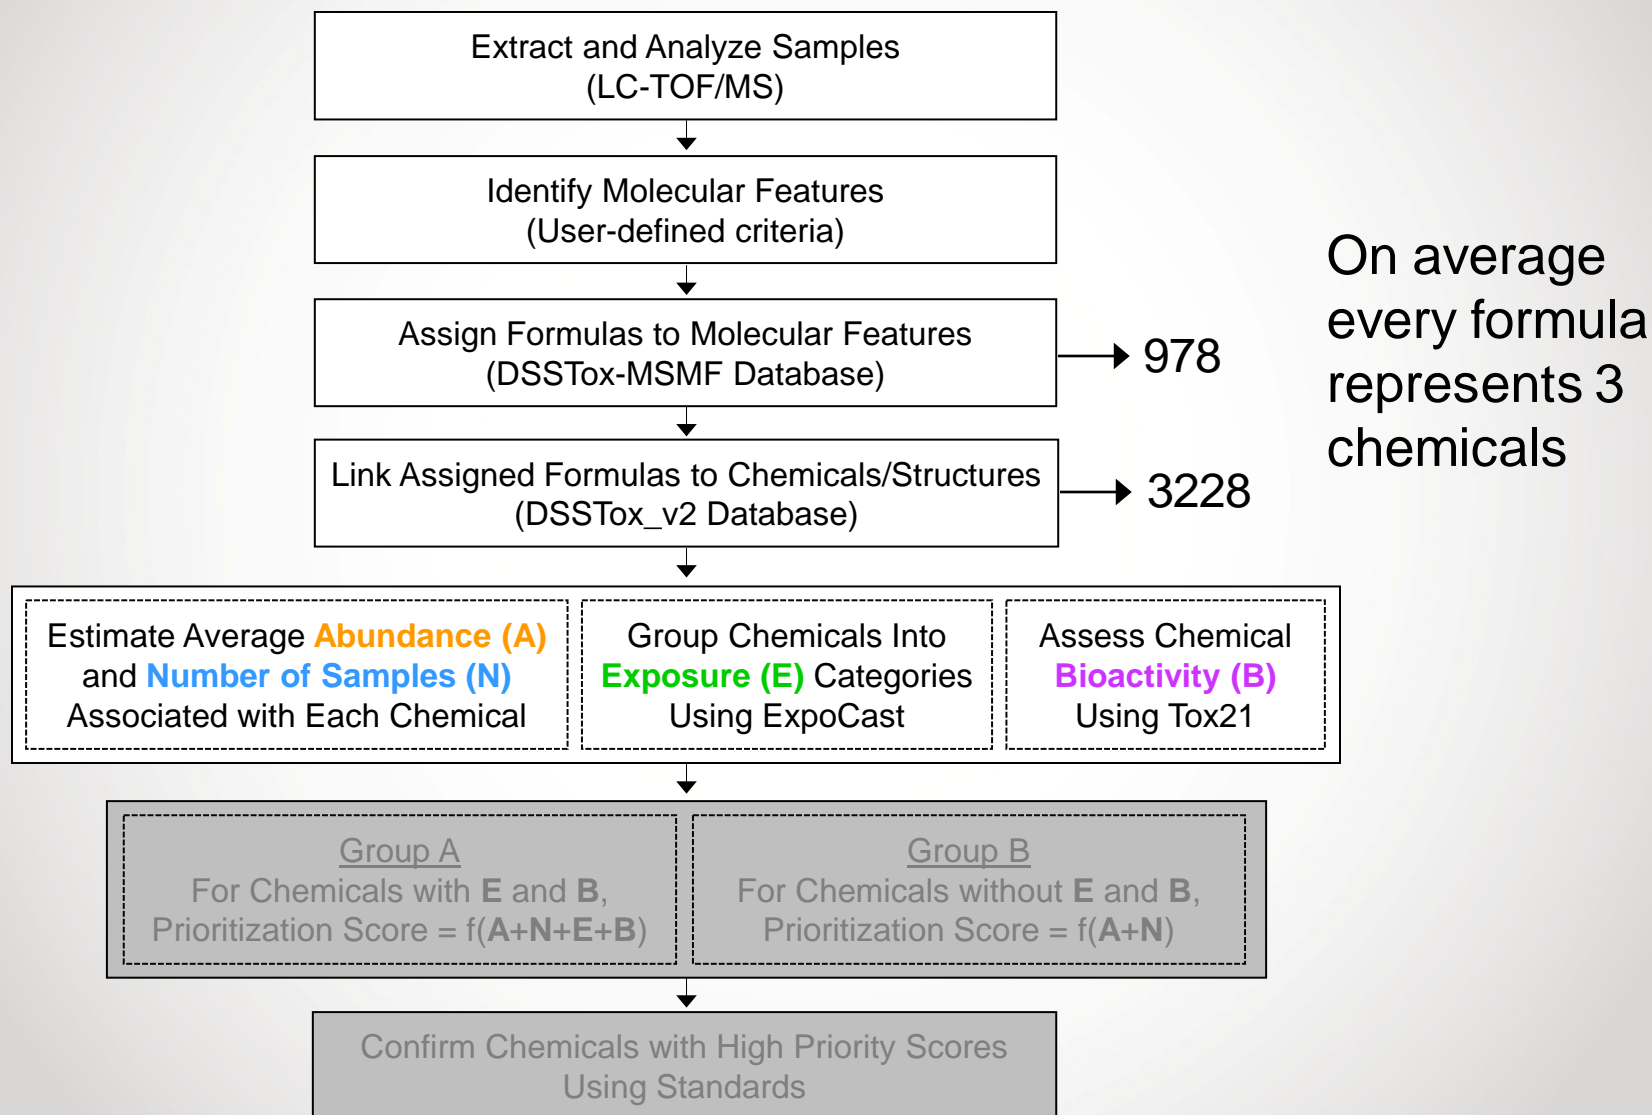 Extract and Analyze Samples
(LC-TOF/MS)
Identify Molecular Features
(User-defined criteria)
Assign Formulas to Molecular Features
(DSSTox-MSMF Database)
978
Link Assigned Formulas to Chemicals/Structures
(DSSTox_v2 Database)
3228
On average
every formula
represents 3
chemicals
Estimate Average Abundance (A)
and Number of Samples (N)
Associated with Each Chemical
Group Chemicals Into
Exposure (E) Categories
Using ExpoCast
Assess Chemical
Bioactivity (B)
Using Tox21
Group A
For Chemicals with E and B,
Prioritization Score = f(A+N+E+B)
Group B
For Chemicals without E and B,
Prioritization Score = f(A+N)
Confirm Chemicals with High Priority Scores
Using Standards